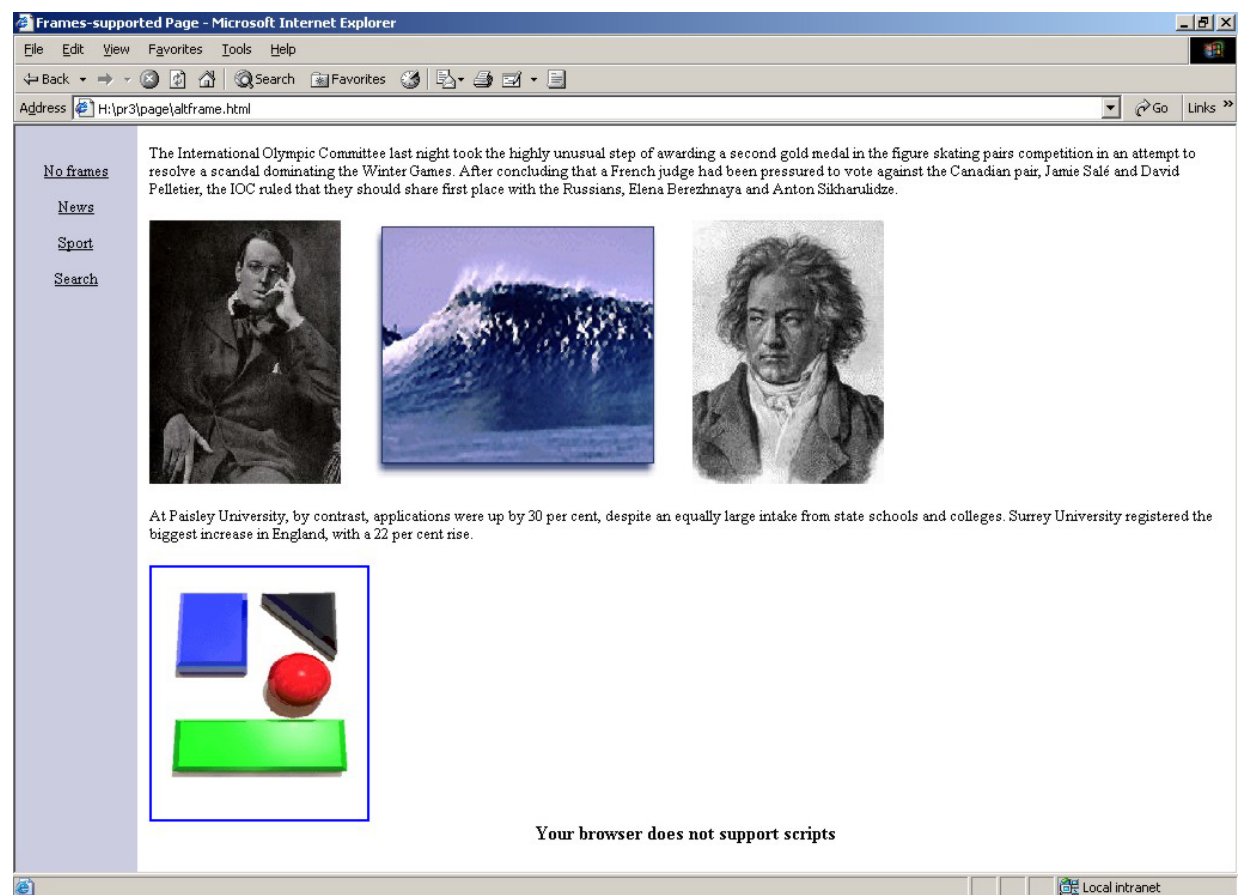 Frames-supported Page - Microsoft Internet Explorer
File Edit View Favorites Tools Help
Back Search Favorites
Address H:\pr3\page\altframe.html Go Links »
No frames
News
Sport
Search
The International Olympic Committee last night took the highly unusual step of awarding a second gold medal in the figure skating pairs competition in an attempt to
resolve a scandal dominating the Winter Games. After concluding that a French judge had been pressured to vote against the Canadian pair, Jamie Salé and David
Pelletier, the IOC ruled that they should share first place with the Russians, Elena Berezhnaya and Anton Sikharulidze.
At Paisley University, by contrast, applications were up by 30 per cent, despite an equally large intake from state schools and colleges. Surrey University registered the
biggest increase in England, with a 22 per cent rise.
Your browser does not support scripts
Local intranet